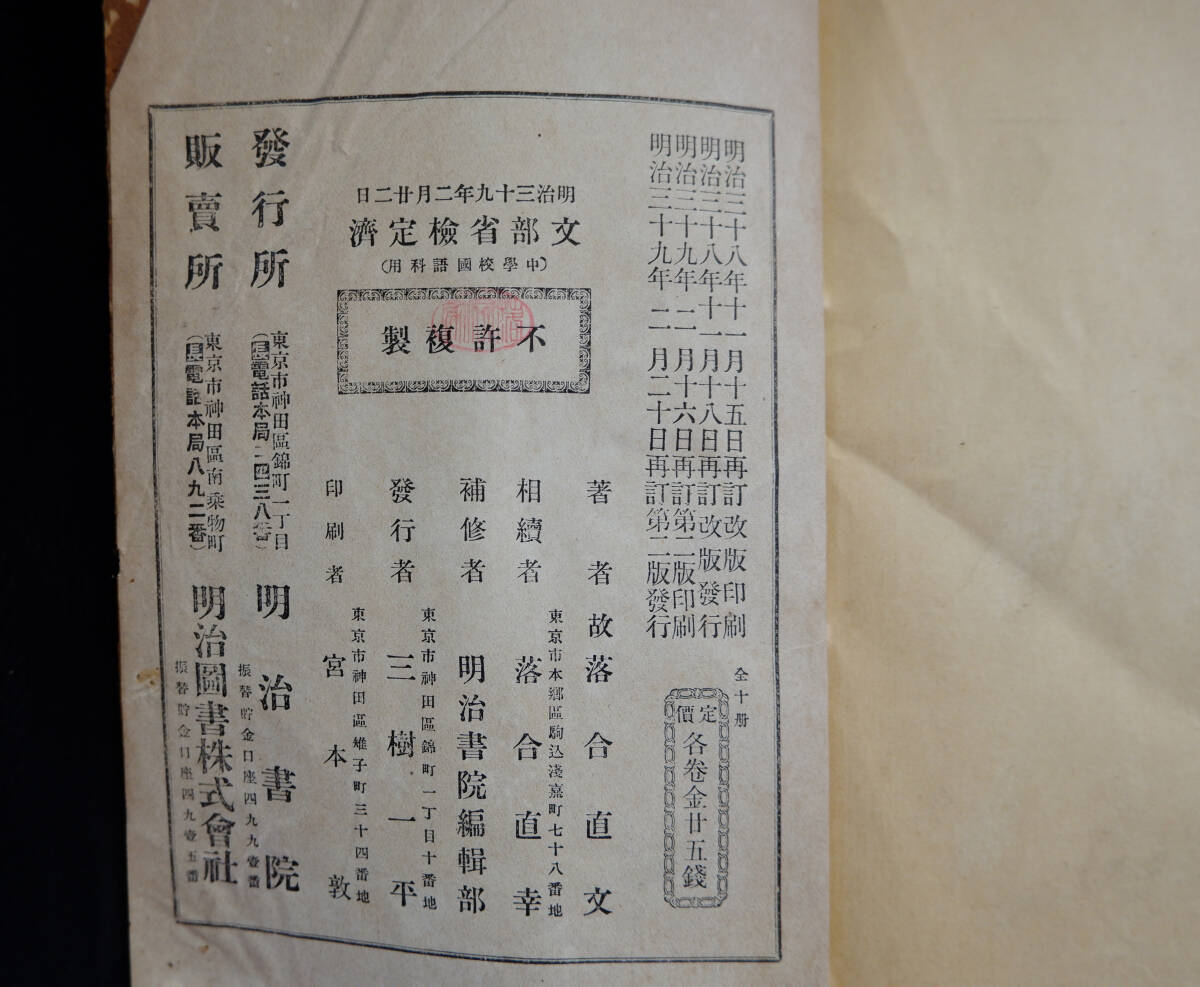 明治三十八年十一月十五日再訂改版印刷
明治三十八年十一月十八日再訂改版發行
明治三十九年二月十六日再訂第二版印刷
明治三十九年二月二十日再訂第二版發行
全十册
定價
各卷金廿五錢
明治三十九年二月廿二日
文部省檢定濟
(中學校國語科用)
不許複製
著者 故落合直文
東京市本鄉區駒込淺嘉町七十八番地
相續者 落合直幸
補修者 明治書院編輯部
東京市神田區錦町一丁目十番地
發行者 三樹一平
東京市神田區雉子町三十四番地
印刷者 宮本敦
發行所 東京市神田區錦町一丁目 明治書院
(長電話本局二四三八番)
振替貯金口座四九九壹番
販賣所 東京市神田區南乘物町 明治圖書株式會社
(長電話本局八九二番)
振替貯金口座四九九壹五番